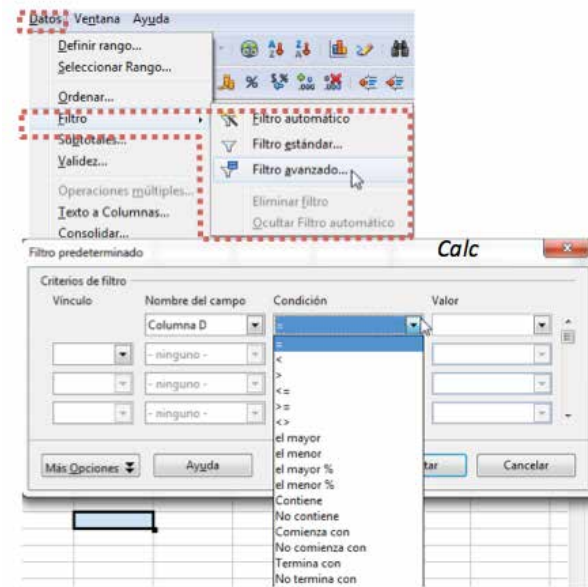 Datos Ventana Ayuda
Definir rango...
Seleccionar Rango...
Ordenar...
Filtro
Subtotales...
Validez...
Operaciones múltiples...
Texto a Columnas...
Consolidar...
Filtro automático
Filtro estándar...
Filtro avanzado...
Eliminar filtro
Ocultar Filtro automático
Filtro predeterminado
Calc
Criterios de filtro
Vínculo Nombre del campo Condición Valor
Columna D =
- ninguno -
- ninguno -
- ninguno -
=
<
>
<=
>=
<>
el mayor
el menor
el mayor %
el menor %
Contiene
No contiene
Comienza con
No comienza con
Termina con
No termina con
Más Opciones Ayuda tar Cancelar